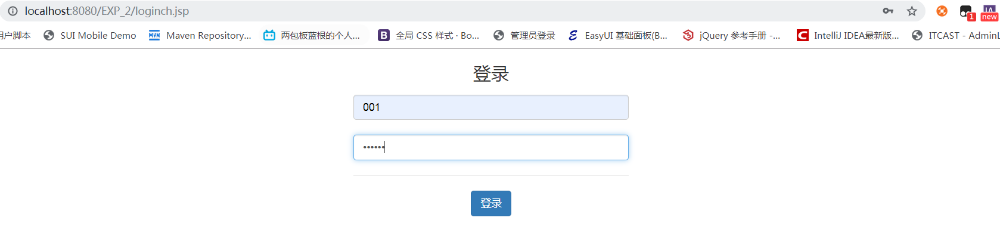 localhost:8080/EXP_2/loginch.jsp
1
new
用户脚本
SUI Mobile Demo
Maven Repository...
两包板蓝根的个人...
全局 CSS 样式 · Bo...
管理员登录
EasyUI 基础面板(B...
jQuery 参考手册 -...
IntelliJ IDEA最新版...
ITCAST - AdminL
登录
001
••••••
登录